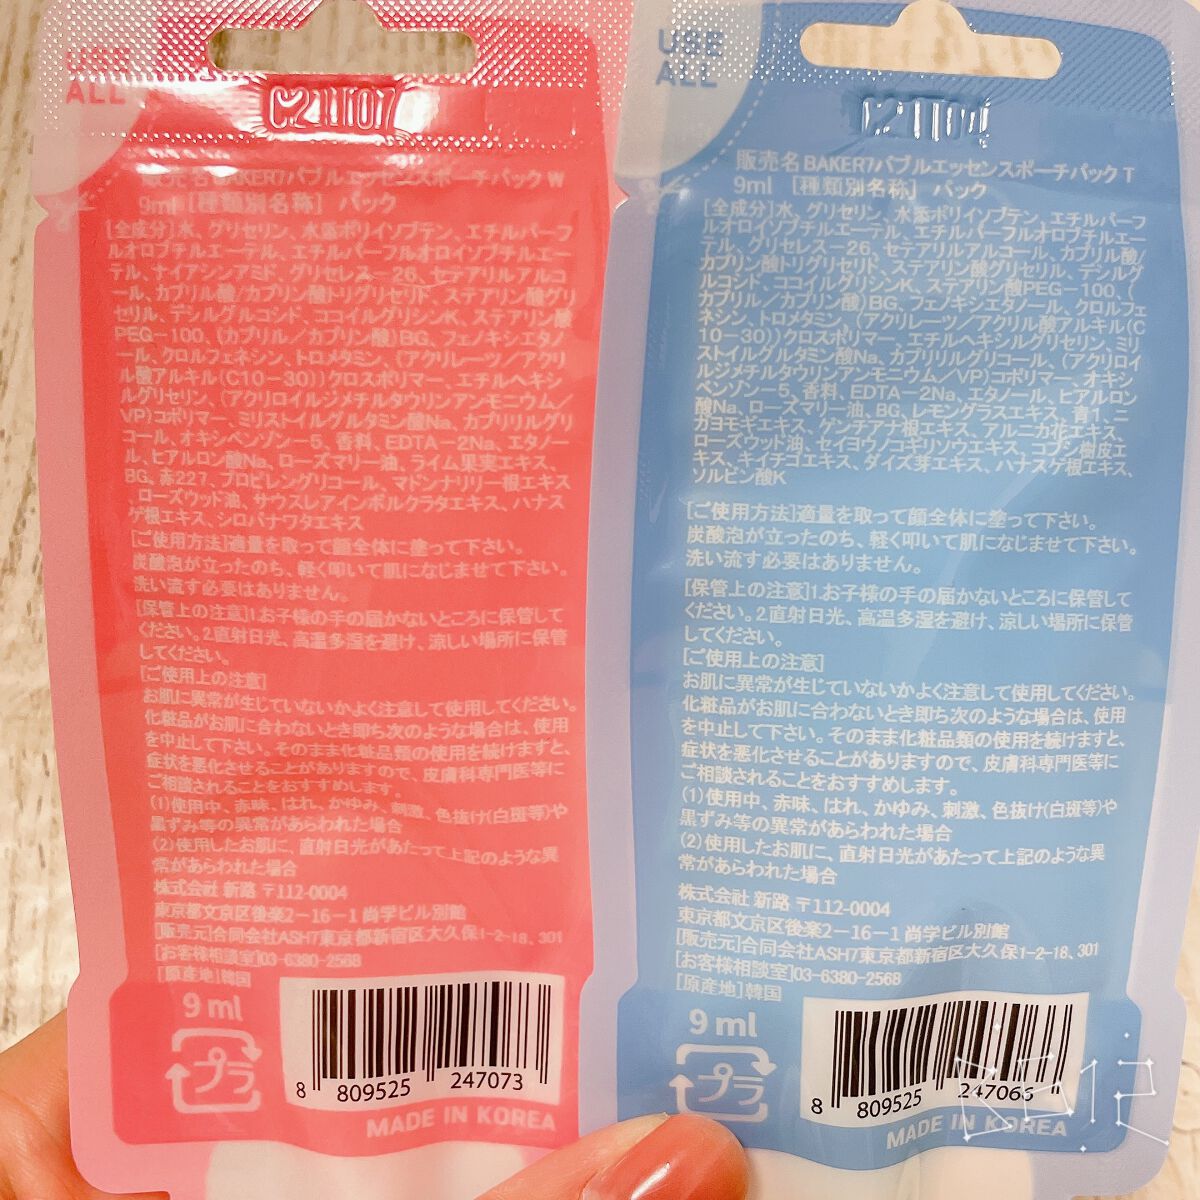 USE
ALL
C21107
販売名 BAKER7バブルエッセンスポーチパック W
9ml [種類別名称] パック
[全成分]水、グリセリン、水添ポリイソブテン、エチルパーフ
ルオロブチルエーテル、エチルパーフルオロイソブチルエー
テル、ナイアシンアミド、グリセレス-26、セテアリルアルコ
ール、カプリル酸/カプリン酸トリグリセリド、ステアリン酸グリ
セリル、デシルグルコシド、ココイルグリシンK、ステアリン酸
PEG-100、(カプリル/カプリン酸)BG、フェノキシエタノ
ール、クロルフェネシン、トロメタミン、(アクリレーツ/アクリ
ル酸アルキル(C10-30))クロスポリマー、エチルヘキシ
ルグリセリン、(アクリロイルジメチルタウリンアンモニウム/
VP)コポリマー、ミリストイルグルタミン酸Na、カプリリルグリ
コール、オキシベンゾン-5、香料、EDTA-2Na、エタノー
ル、ヒアルロン酸Na、ローズマリー油、ライム果実エキス、
BG、赤227、プロピレングリコール、マドンナリリー根エキス
、ローズウッド油、サウスレアインボルクラタエキス、ハナス
ゲ根エキス、シロバナワタエキス
[ご使用方法]適量を取って顔全体に塗って下さい。
炭酸泡が立ったのち、軽く叩いて肌になじませて下さい。
洗い流す必要はありません。
[保管上の注意]1.お子様の手の届かないところに保管して
ください。2.直射日光、高温多湿を避け、涼しい場所に保管
してください。
[ご使用上の注意]
お肌に異常が生じていないかよく注意して使用してください。
化粧品がお肌に合わないとき即ち次のような場合は、使用
を中止して下さい。そのまま化粧品類の使用を続けますと、
症状を悪化させることがありますので、皮膚科専門医等に
ご相談されることをおすすめします。
(1)使用中、赤味、はれ、かゆみ、刺激、色抜け(白斑等)や
黒ずみ等の異常があらわれた場合
(2)使用したお肌に、直射日光があたって上記のような異
常があらわれた場合
株式会社 新路 〒112-0004
東京都文京区後楽2-16-1 尚学ビル別館
[販売元]合同会社ASH7東京都新宿区大久保1-2-18、301
[お客様相談室]03-6380-2568
[原産地]韓国
9 ml
プラ
8 809525 247073
MADE IN KOREA
USE
ALL
販売名 BAKER7バブルエッセンスポーチパック T
9ml [種類別名称] パック
[全成分]水、グリセリン、水添ポリイソブテン、エチルパーフ
ルオロイソブチルエーテル、エチルパーフルオロブチルエー
テル、グリセレス-26、セテアリルアルコール、カプリル酸/
カプリン酸トリグリセリド、ステアリン酸グリセリル、デシルグ
ルコシド、ココイルグリシンK、ステアリン酸PEG-100、(
カプリル/カプリン酸)BG、フェノキシエタノール、クロルフェ
ネシン、トロメタミン、(アクリレーツ/アクリル酸アルキル(C
10-30))クロスポリマー、エチルヘキシルグリセリン、ミリ
ストイルグルタミン酸Na、カプリリルグリコール、(アクリロイ
ルジメチルタウリンアンモニウム/VP)コポリマー、オキシ
ベンゾン-5、香料、EDTA-2Na、エタノール、ヒアルロン
酸Na、ローズマリー油、BG、レモングラスエキス、青1、ニ
ガヨモギエキス、ゲンチアナ根エキス、アルニカ花エキス、
ローズウッド油、セイヨウノコギリソウエキス、コブシ樹皮エ
キス、キイチゴエキス、ダイズ芽エキス、ハナスゲ根エキス、
ソルビン酸K
[ご使用方法]適量を取って顔全体に塗って下さい。
炭酸泡が立ったのち、軽く叩いて肌になじませて下さい。
洗い流す必要はありません。
[保管上の注意]1.お子様の手の届かないところに保管して
ください。2.直射日光、高温多湿を避け、涼しい場所に保管
してください。
[ご使用上の注意]
お肌に異常が生じていないかよく注意して使用してください。
化粧品がお肌に合わないとき即ち次のような場合は、使用
を中止して下さい。そのまま化粧品類の使用を続けますと、
症状を悪化させることがありますので、皮膚科専門医等に
ご相談されることをおすすめします。
(1)使用中、赤味、はれ、かゆみ、刺激、色抜け(白斑等)や
黒ずみ等の異常があらわれた場合
(2)使用したお肌に、直射日光があたって上記のような異
常があらわれた場合
株式会社 新路 〒112-0004
東京都文京区後楽2-16-1 尚学ビル別館
[販売元]合同会社ASH7東京都新宿区大久保1-2-18、301
[お客様相談室]03-6380-2568
[原産地]韓国
9 ml
プラ
8 809525 247066
MADE IN KOREA